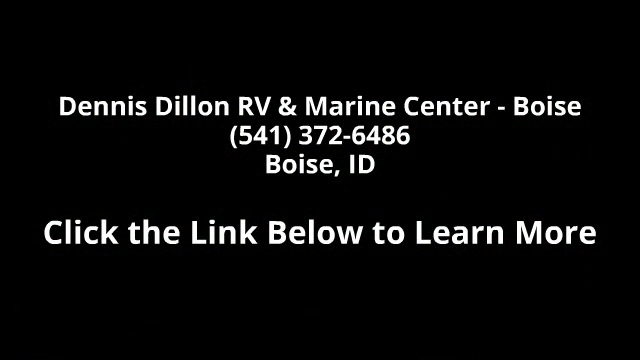 Dennis Dillon RV & Marine Center - Boise
(541) 372-6486
Boise, ID
Click the Link Below to Learn More